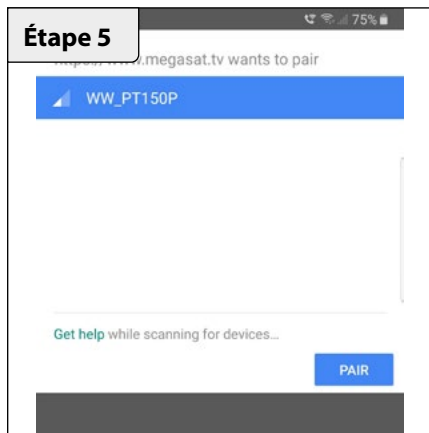 75%
Étape 5
.megasat.tv wants to pair
WW_PT150P
Get help while scanning for devices...
PAIR